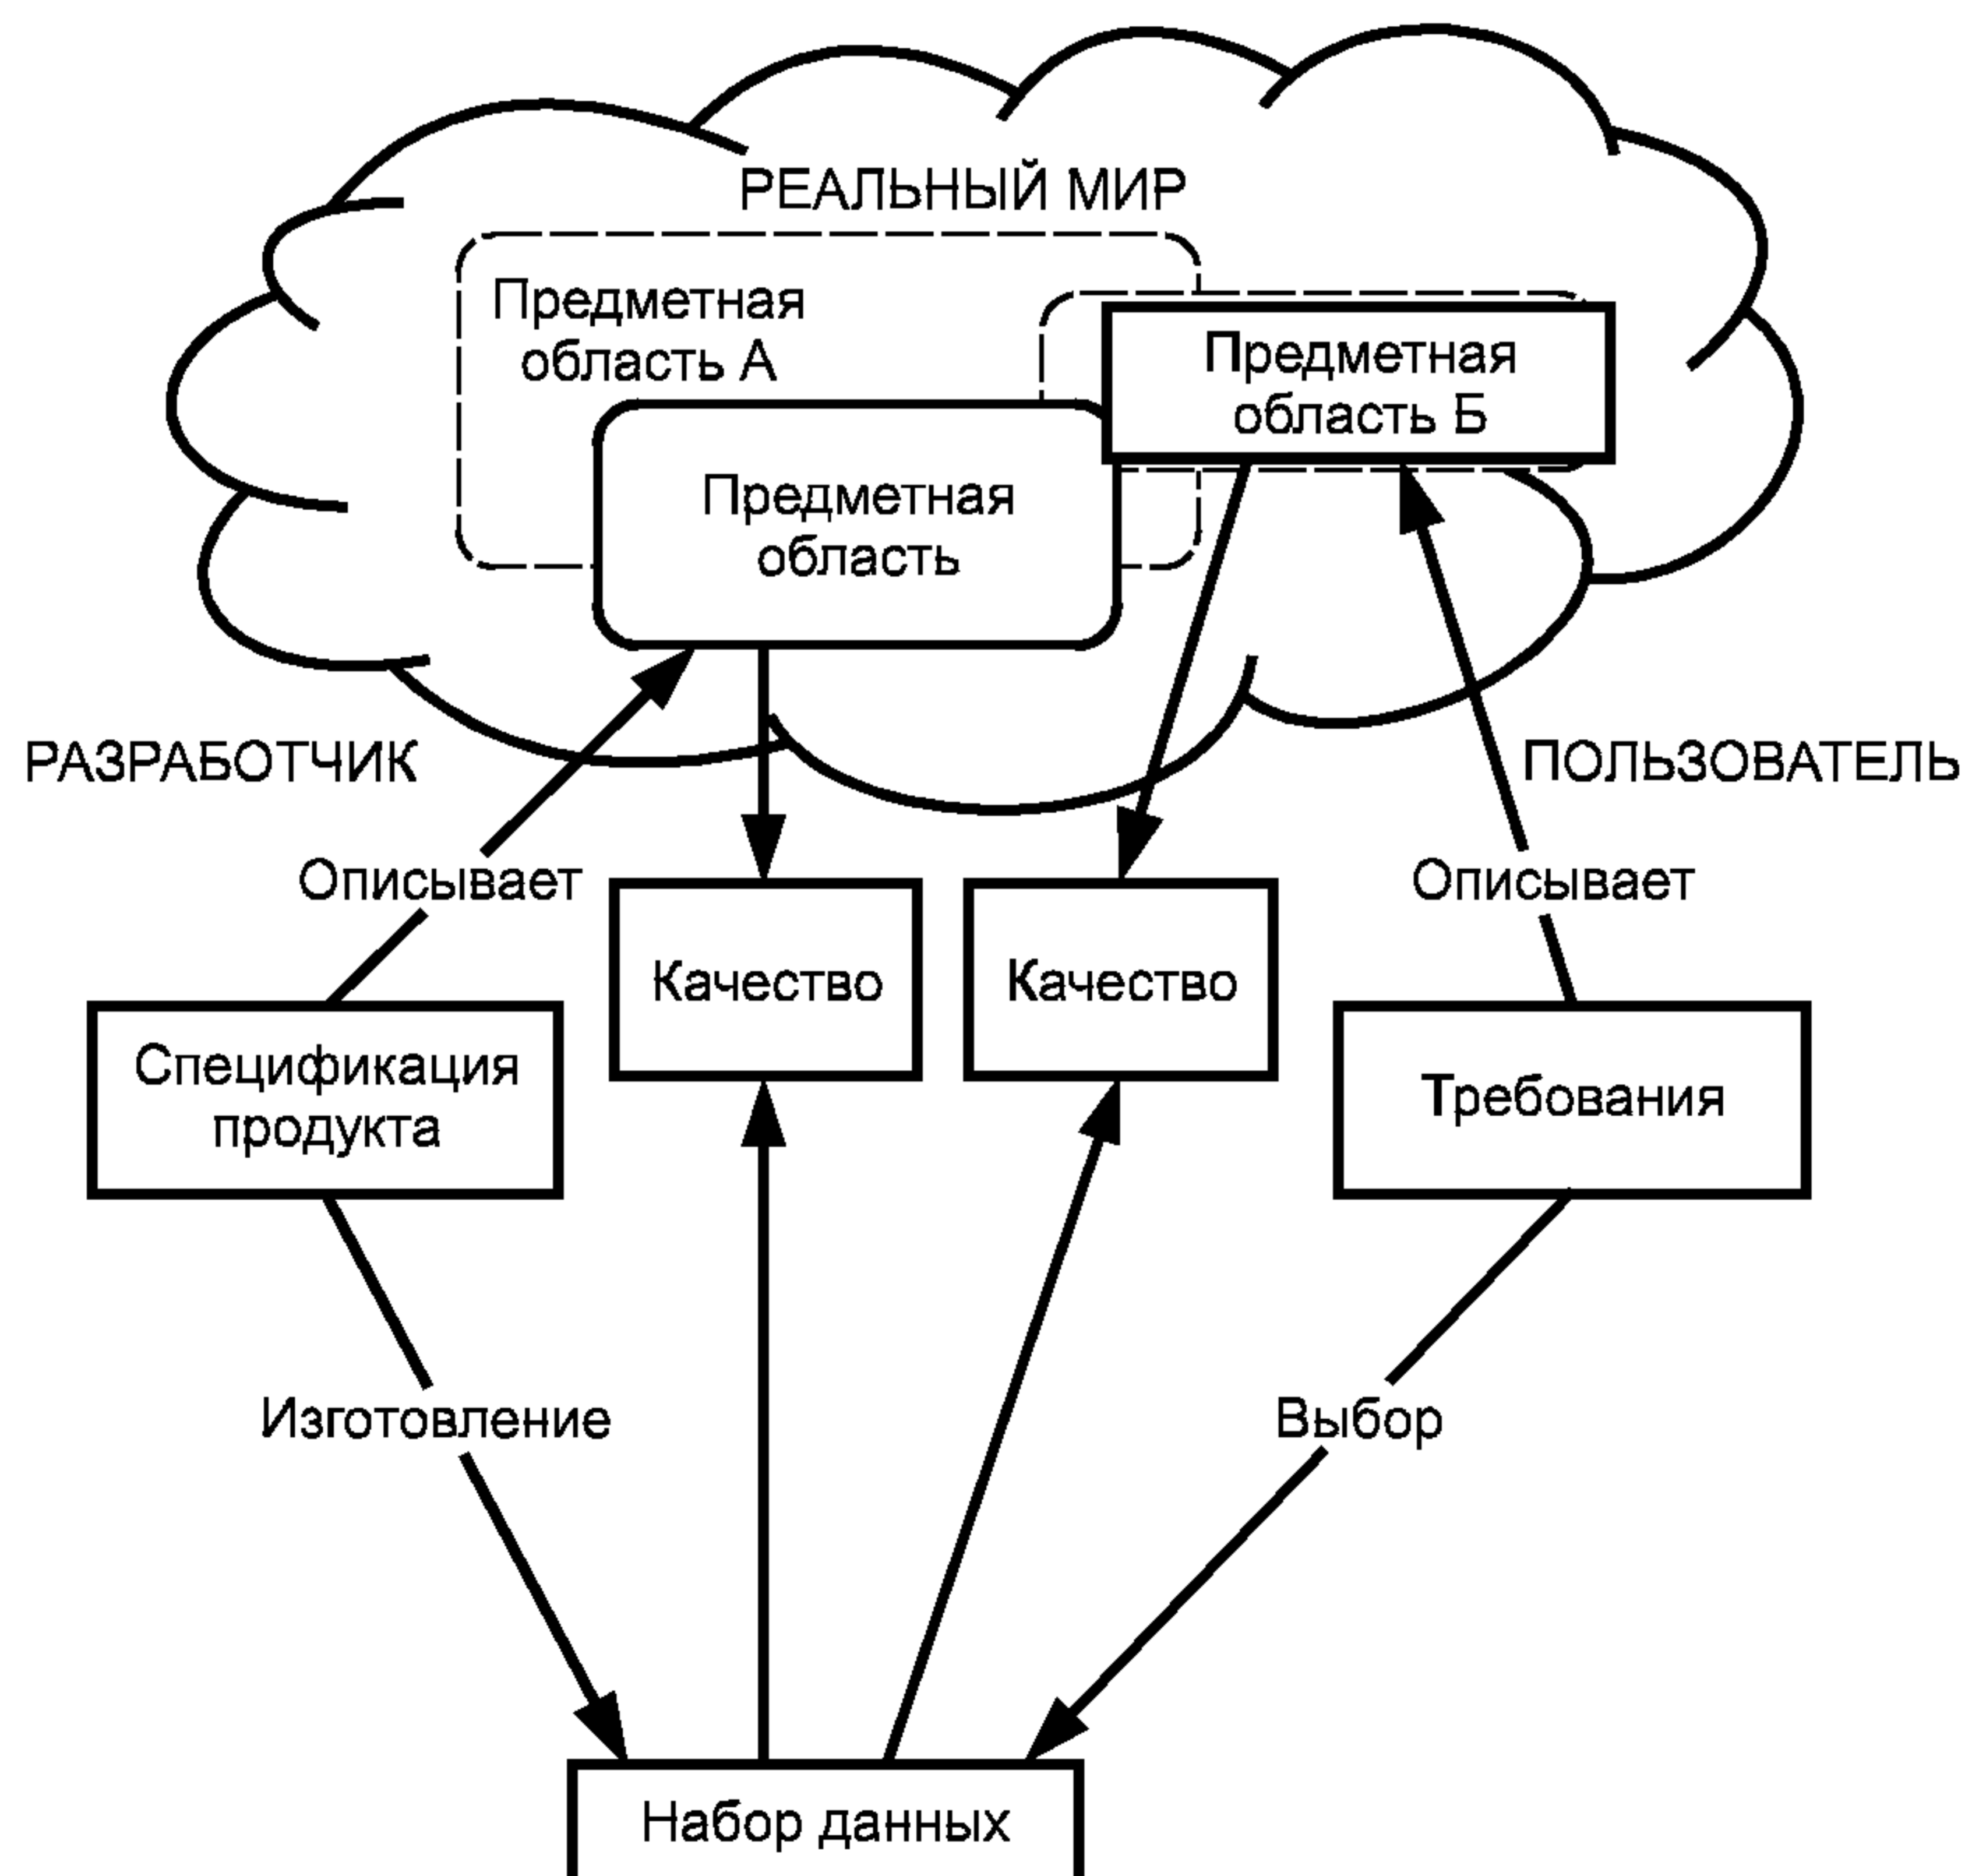 РЕАЛЬНЫЙ МИР
Предметная
область А
Предметная
область Б
Предметная
область
РАЗРАБОТЧИК
ПОЛЬЗОВАТЕЛЬ
Описывает
Описывает
Качество
Качество
Спецификация
продукта
Требования
Изготовление
Выбор
Набор данных